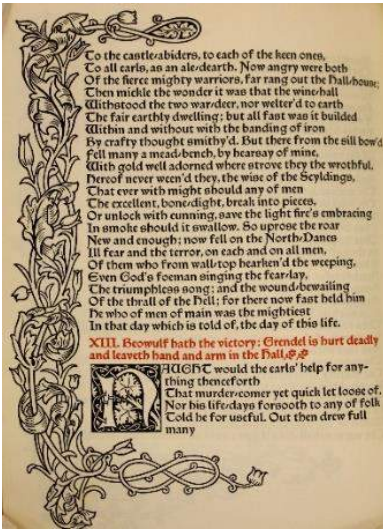 To the castle-abiders, to each of the keen ones,
To all earls, as an ale-dearth. Now angry were both
Of the fierce mighty warriors, far rang out the Hall-house;
Then mickle the wonder it was that the wine-hall
Withstood the two war-deer, nor welter'd to earth
The fair earthly dwelling; but all fast was it builded
Within and without with the banding of iron
By crafty thought smithy'd. But there from the sill bow'd
fell many a mead-bench, by hearsay of mine,
With gold well adorned where strove they the wrothful.
Hereof never ween'd they, the wise of the Scyldings,
That ever with might should any of men
The excellent, bone-dight, break into pieces,
Or unlock with cunning, save the light fire's embracing
In smoke should it swallow. So uprose the roar
New and enough; now fell on the North-Danes
Ill fear and the terror, on each and on all men,
Of them who from wall-top hearken'd the weeping,
Even God's foeman singing the fear-lay,
The triumphless song; and the wound-bewailing
Of the thrall of the Hell; for there now fast held him
He who of men of main was the mightiest
In that day which is told of, the day of this life.
XIII. Beowulf hath the victory: Grendel is hurt deadly
and leaveth hand and arm in the Hall
NAUGHT would the earls' help for any-
thing thenceforth
That murder-comer yet quick let loose of,
Nor his life-days forsooth to any of folk
Told he for useful. Out then drew full
many